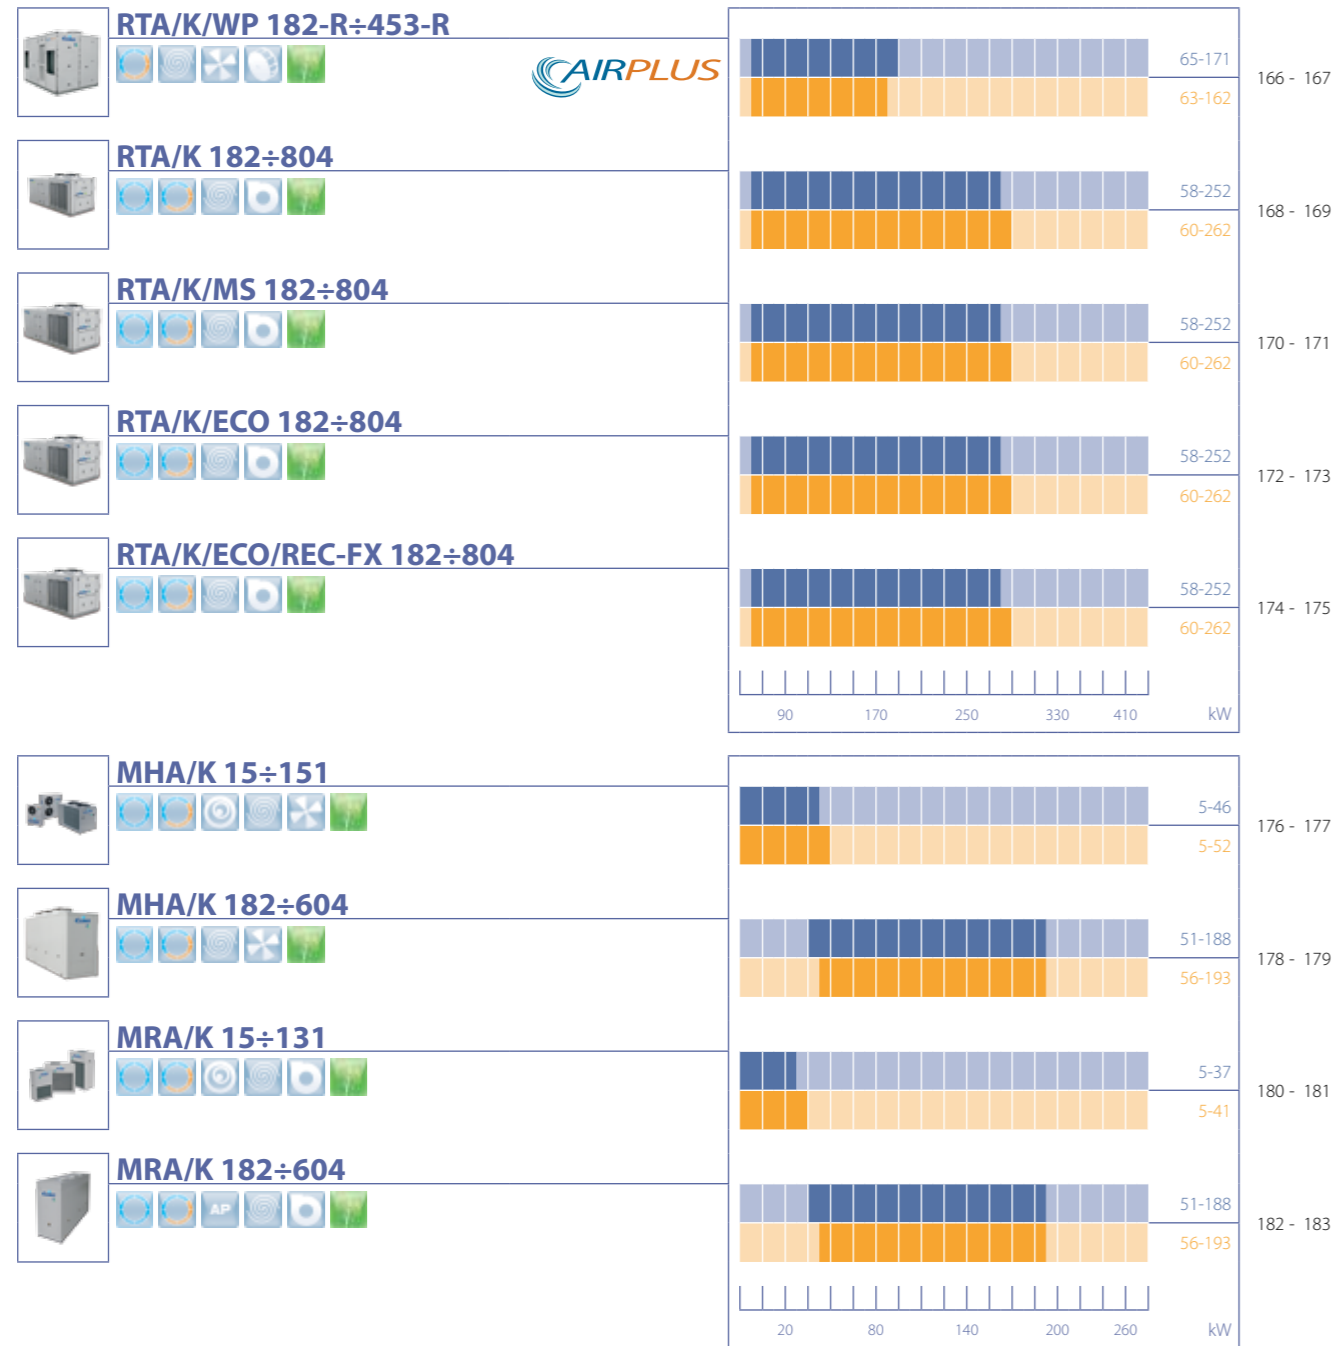 RTA/K/WP 182-R÷453-R
AIRPLUS
65-171
63-162
166 - 167
RTA/K 182÷804
58-252
60-262
168 - 169
RTA/K/MS 182÷804
58-252
60-262
170 - 171
RTA/K/ECO 182÷804
58-252
60-262
172 - 173
RTA/K/ECO/REC-FX 182÷804
58-252
60-262
174 - 175
90 170 250 330 410 kW
MHA/K 15÷151
5-46
5-52
176 - 177
MHA/K 182÷604
51-188
56-193
178 - 179
MRA/K 15÷131
5-37
5-41
180 - 181
MRA/K 182÷604
AP
51-188
56-193
182 - 183
20 80 140 200 260 kW